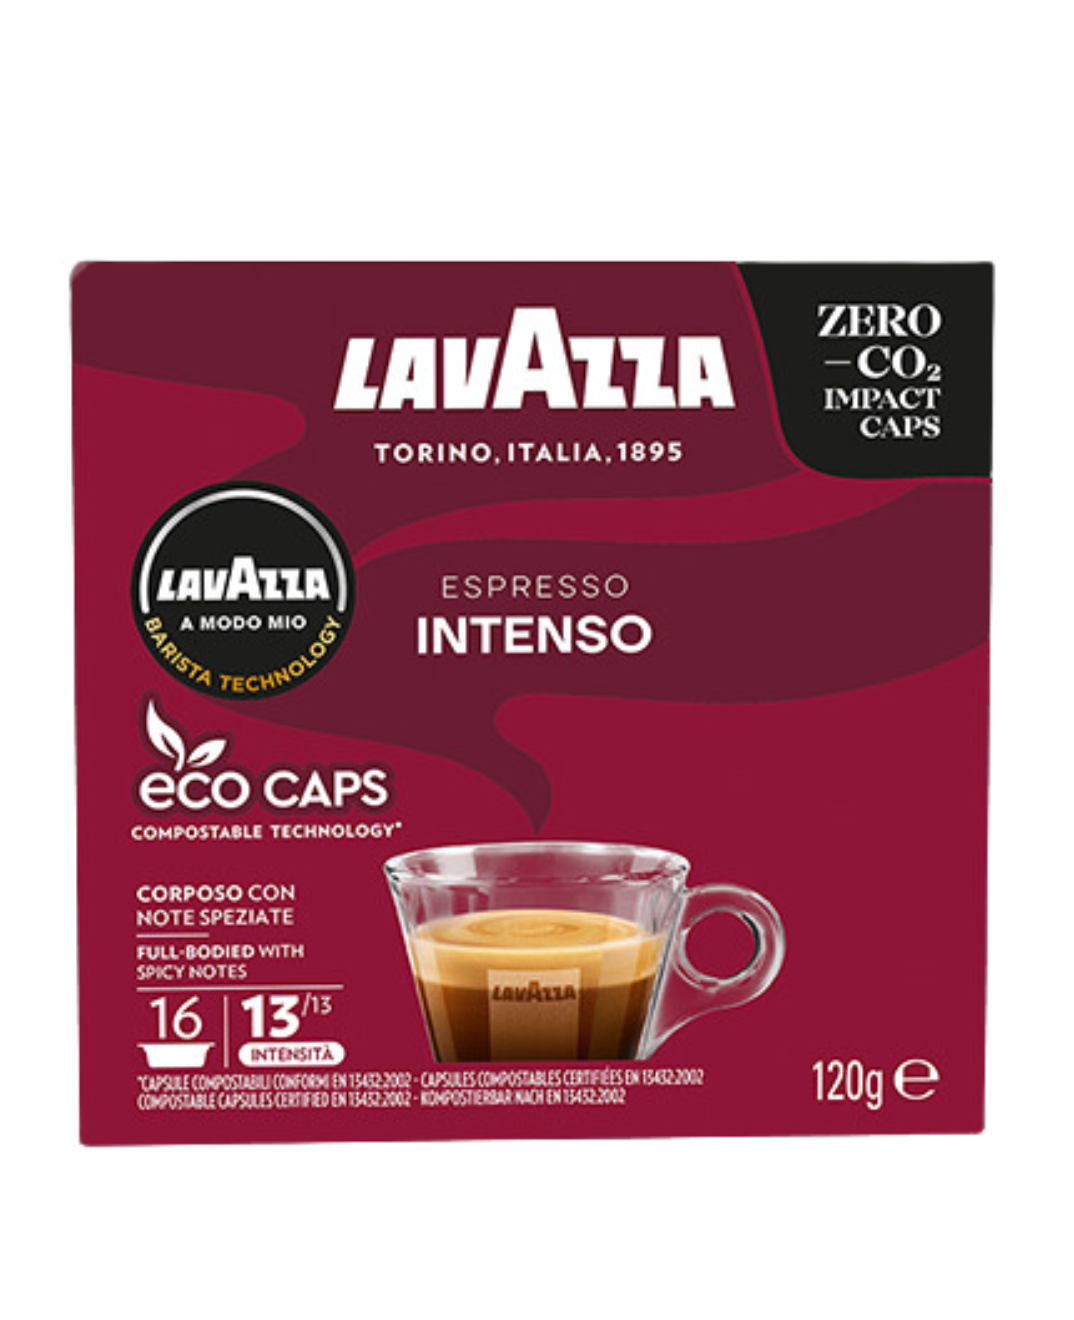 LAVAZZA
TORINO, ITALIA, 1895
ZERO
–CO₂
IMPACT
CAPS
LAVAZZA
A MODO MIO
BARISTA TECHNOLOGY
ESPRESSO
INTENSO
eco CAPS
COMPOSTABLE TECHNOLOGY*
CORPOSO CON
NOTE SPEZIATE
FULL-BODIED WITH
SPICY NOTES
16
13/13
INTENSITÀ
LAVAZZA
*CAPSULE COMPOSTABILI CONFORMI EN 13432:2002 - CAPSULES COMPOSTABLES CERTIFIÉES EN 13432:2002
COMPOSTABLE CAPSULES CERTIFIED EN 13432:2002 - KOMPOSTIERBAR NACH EN 13432:2002
120g ℮